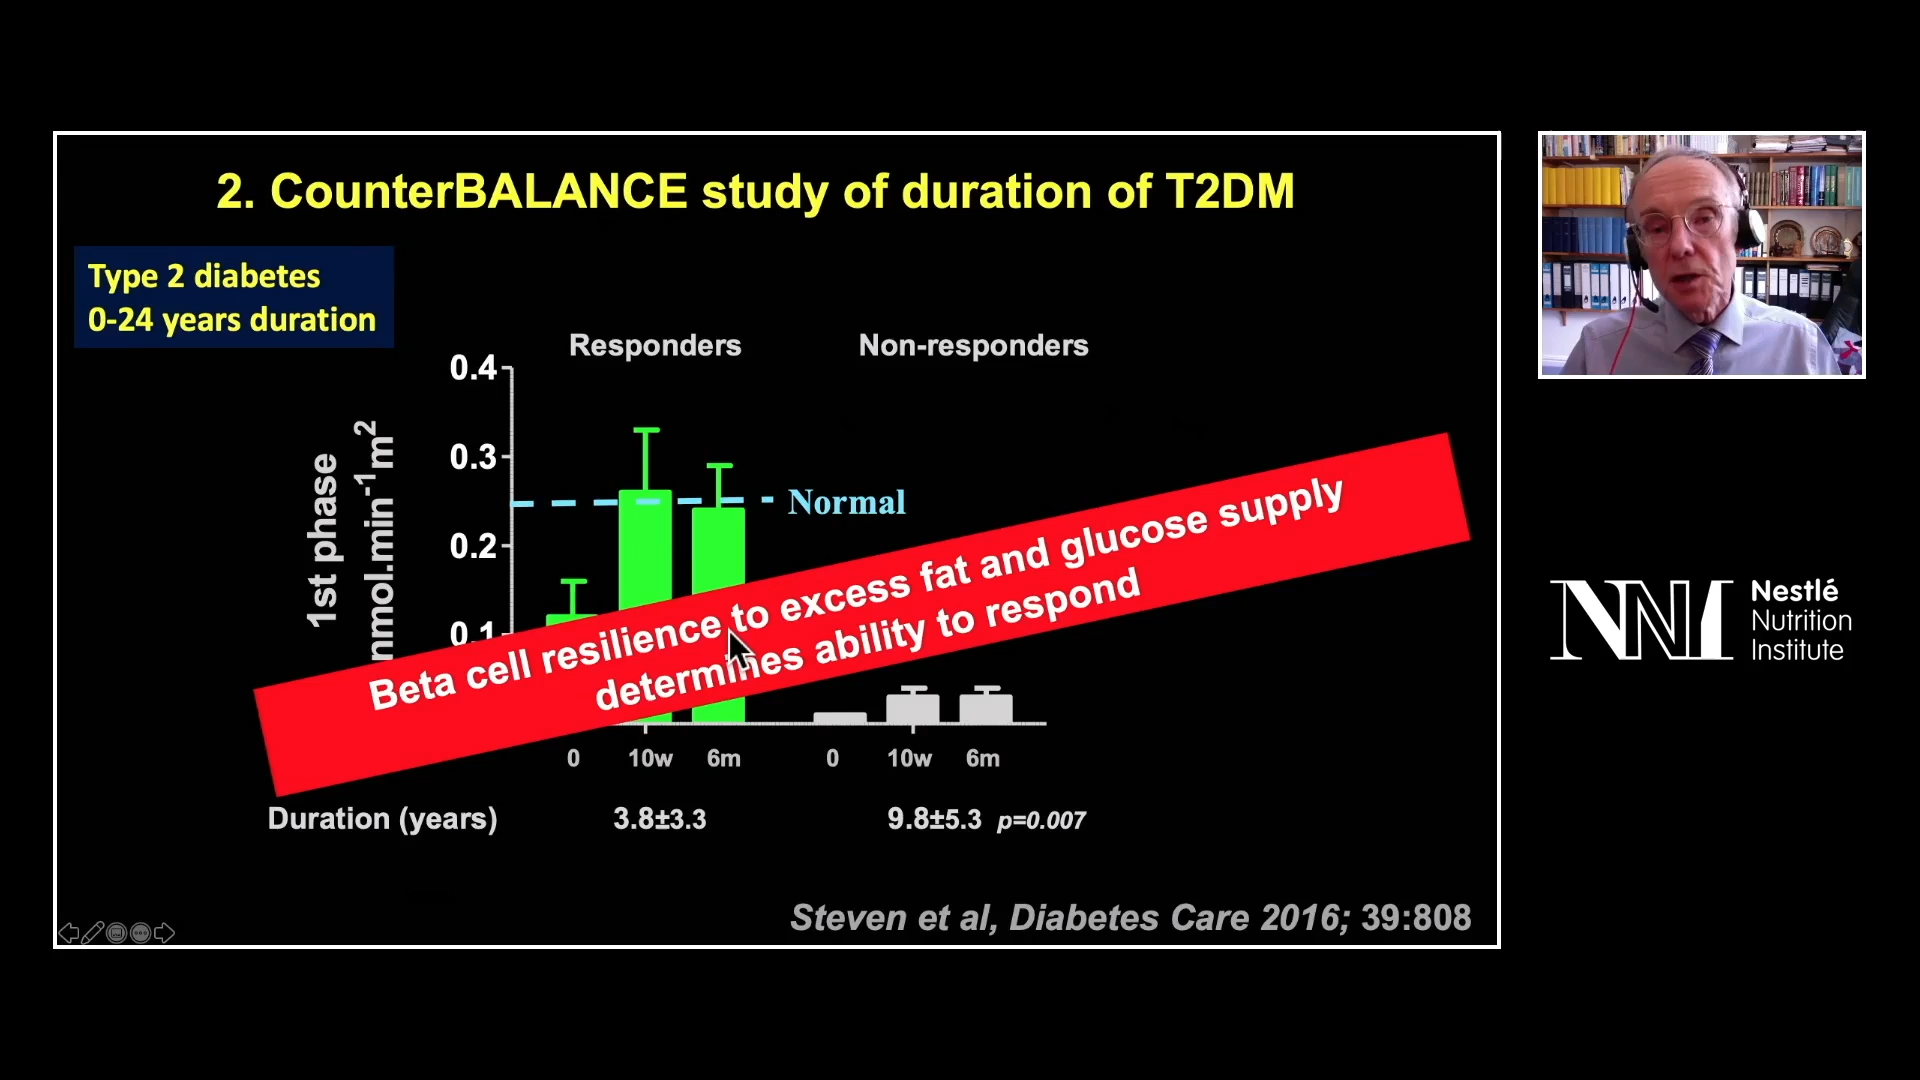 2. CounterBALANCE study of duration of T2DM
Type 2 diabetes
0-24 years duration
Responders
Non-responders
0.4
0.3
0.2
0.1
1st phase
nmol.min⁻¹m²
Normal
Beta cell resilience to excess fat and glucose supply
determines ability to respond
0 10w 6m 0 10w 6m
Duration (years) 3.8±3.3 9.8±5.3 p=0.007
Steven et al, Diabetes Care 2016; 39:808
NNI
Nestlé
Nutrition
Institute